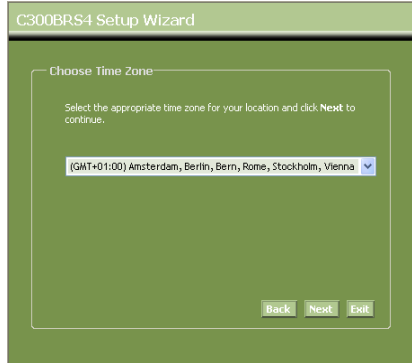 C300BRS4 Setup Wizard
Choose Time Zone
Select the appropriate time zone for your location and click Next to
continue.
(GMT+01:00) Amsterdam, Berlin, Bern, Rome, Stockholm, Vienna
Back Next Exit